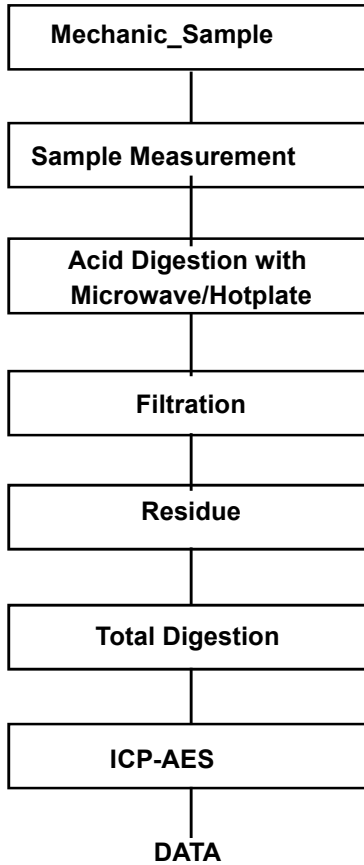 Mechanic_Sample
Sample Measurement
Acid Digestion with
Microwave/Hotplate
Filtration
Residue
Total Digestion
ICP-AES
DATA